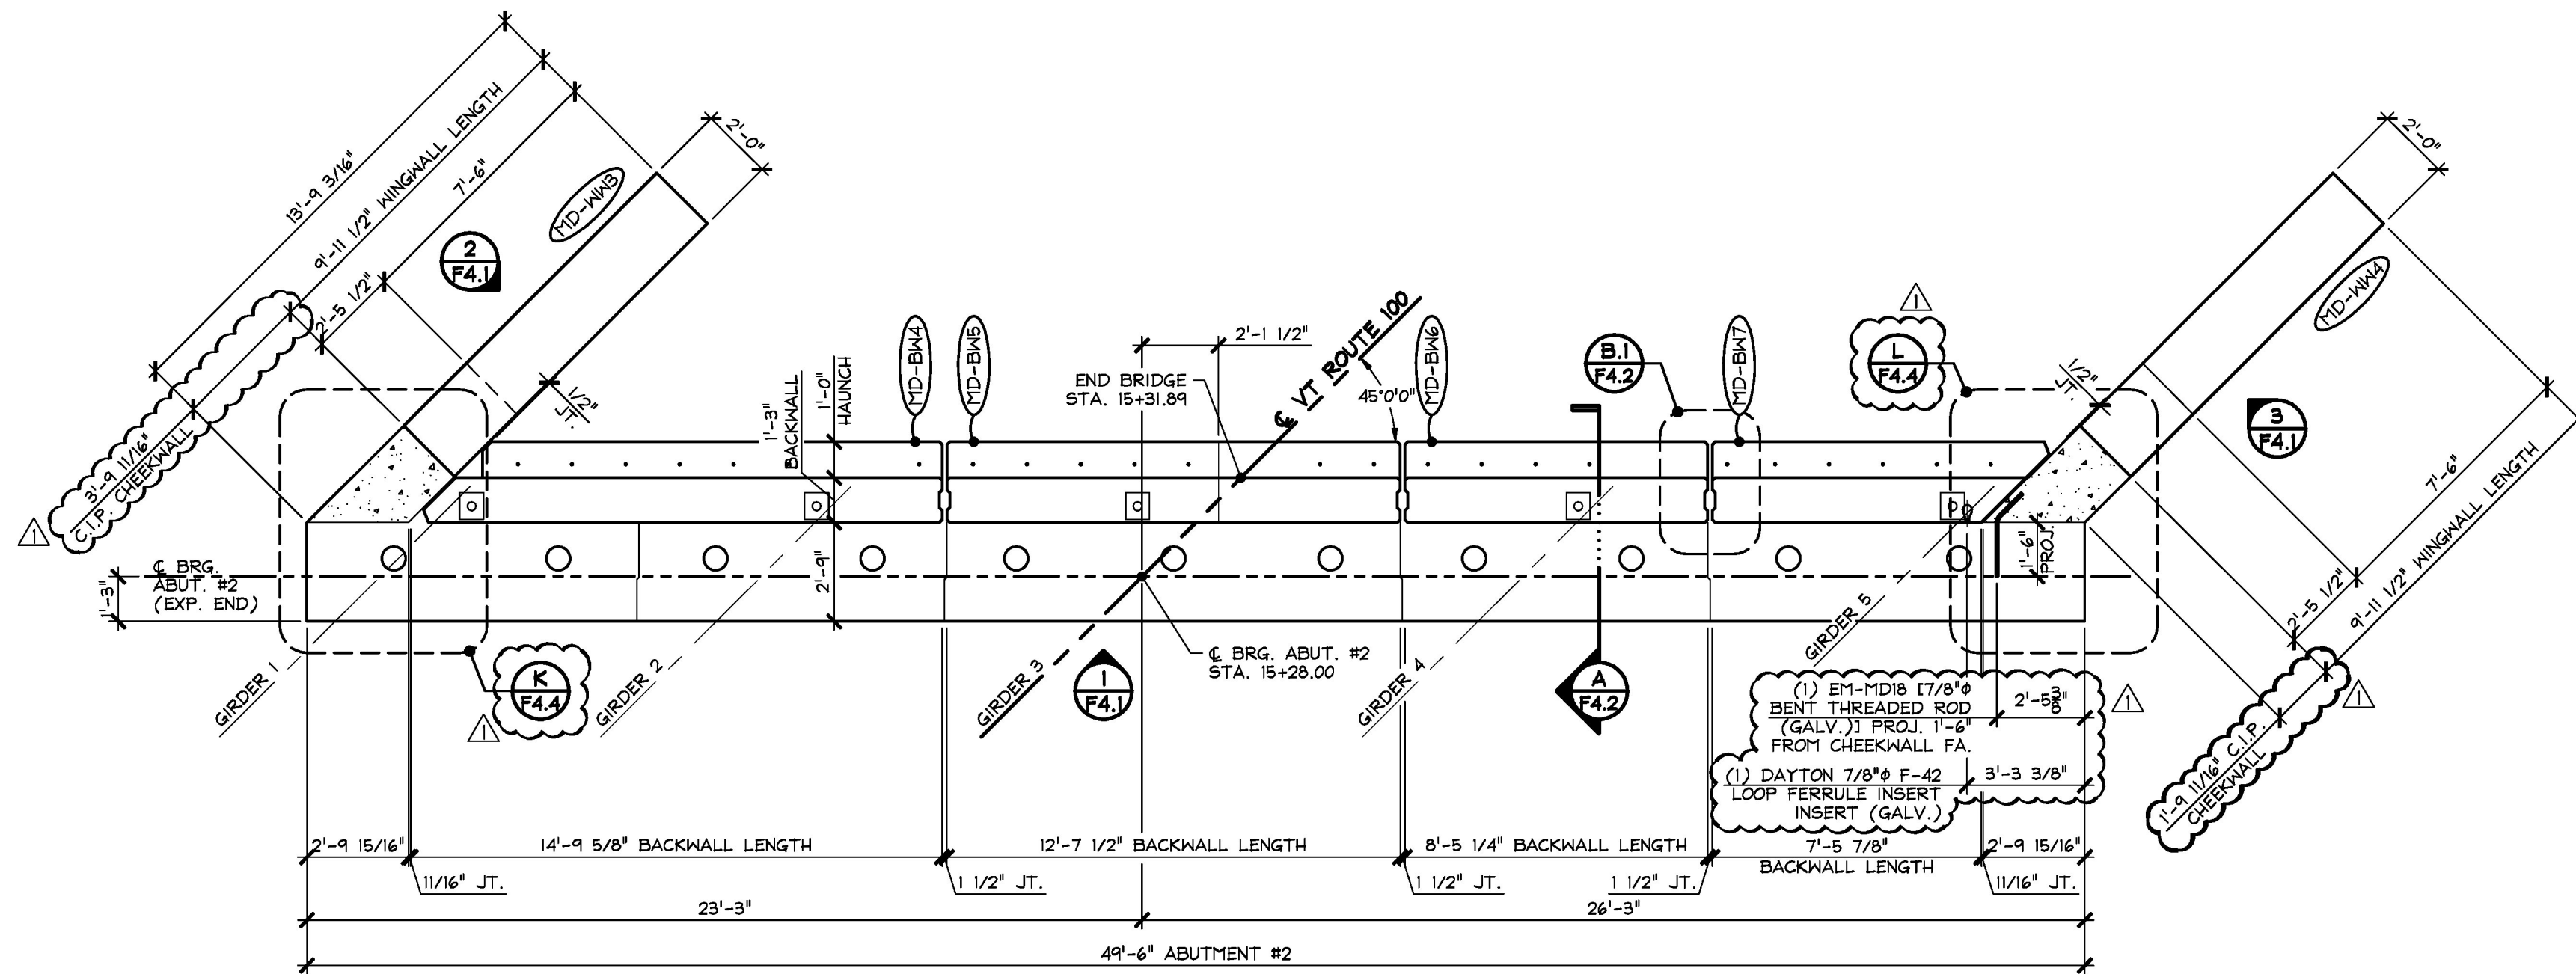 13'-9 3/16"
9'-11 1/2" WINGWALL LENGTH
7'-6"
2'-5 1/2"
3'-9 11/16"
C.I.P. CHEEKWALL
1
2
F4.1
MD-WW3
2'-0"
1/2"
JT.
1'-3"
BACKWALL
1'-0"
HAUNCH
MD-BW4
MD-BW5
END BRIDGE
STA. 15+31.89
2'-1 1/2"
℄ VT ROUTE 100
45°0'0"
MD-BW6
B.1
F4.2
MD-BW7
1
L
F4.4
1/2"
JT.
2'-0"
MD-WW4
3
F4.1
7'-6"
2'-5 1/2"
9'-11 1/2" WINGWALL LENGTH
1'-9 11/16" C.I.P.
CHEEKWALL
1
1'-3"
℄ BRG.
ABUT. #2
(EXP. END)
2'-9"
1'-6"
PROJ.
GIRDER 1
K
F4.4
1
GIRDER 2
GIRDER 3
1
F4.1
℄ BRG. ABUT. #2
STA. 15+28.00
GIRDER 4
A
F4.2
GIRDER 5
(1) EM-MD18 [7/8"ϕ
BENT THREADED ROD
(GALV.)] PROJ. 1'-6"
FROM CHEEKWALL FA.
2'-5 3/8"
1
(1) DAYTON 7/8"ϕ F-42
LOOP FERRULE INSERT
INSERT (GALV.)
3'-3 3/8"
2'-9 15/16"
14'-9 5/8" BACKWALL LENGTH
12'-7 1/2" BACKWALL LENGTH
8'-5 1/4" BACKWALL LENGTH
7'-5 7/8"
BACKWALL LENGTH
2'-9 15/16"
11/16" JT.
1 1/2" JT.
1 1/2" JT.
1 1/2" JT.
11/16" JT.
23'-3"
26'-3"
49'-6" ABUTMENT #2